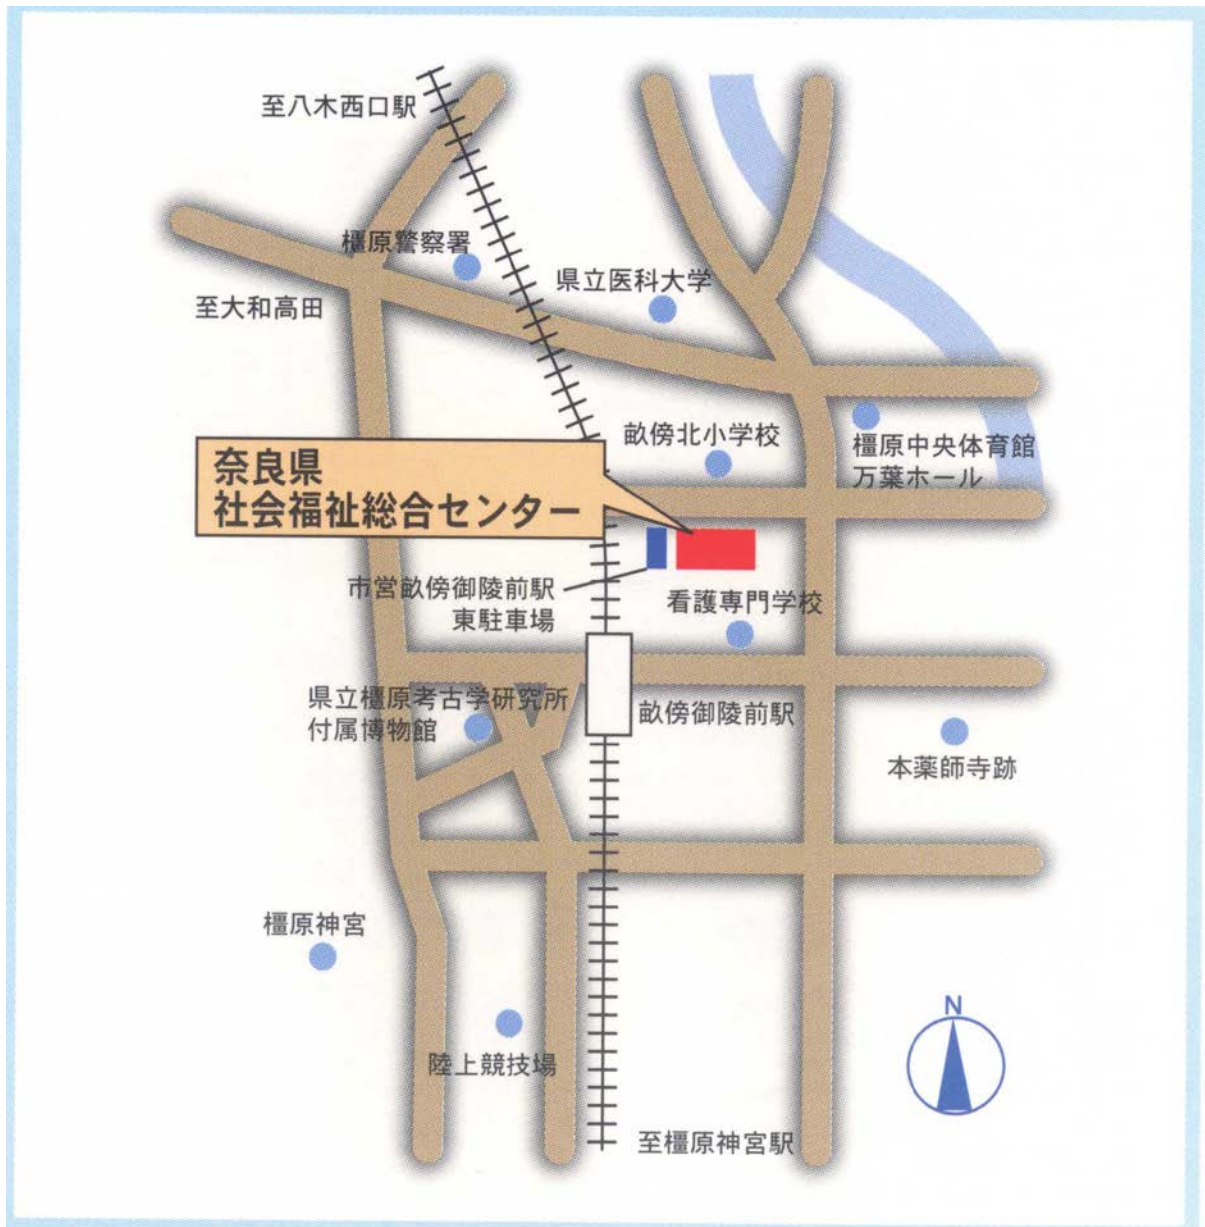 至八木西口駅
橿原警察署
県立医科大学
至大和高田
畝傍北小学校
橿原中央体育館
万葉ホール
奈良県
社会福祉総合センター
市営畝傍御陵前駅
東駐車場
看護専門学校
県立橿原考古学研究所
付属博物館
畝傍御陵前駅
本薬師寺跡
橿原神宮
N
陸上競技場
至橿原神宮駅